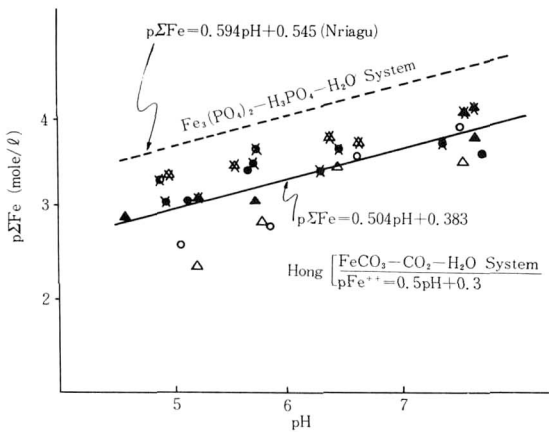 pΣFe=0.594pH+0.545 (Nriagu)
Fe₃(PO₄)₂−H₃PO₄−H₂O System
4
3
2
1
pΣFe (mole/ℓ)
pΣFe=0.504pH+0.383
Hong [FeCO₃−CO₂−H₂O System
pFe⁺⁺=0.5pH+0.3
5 6 7
pH